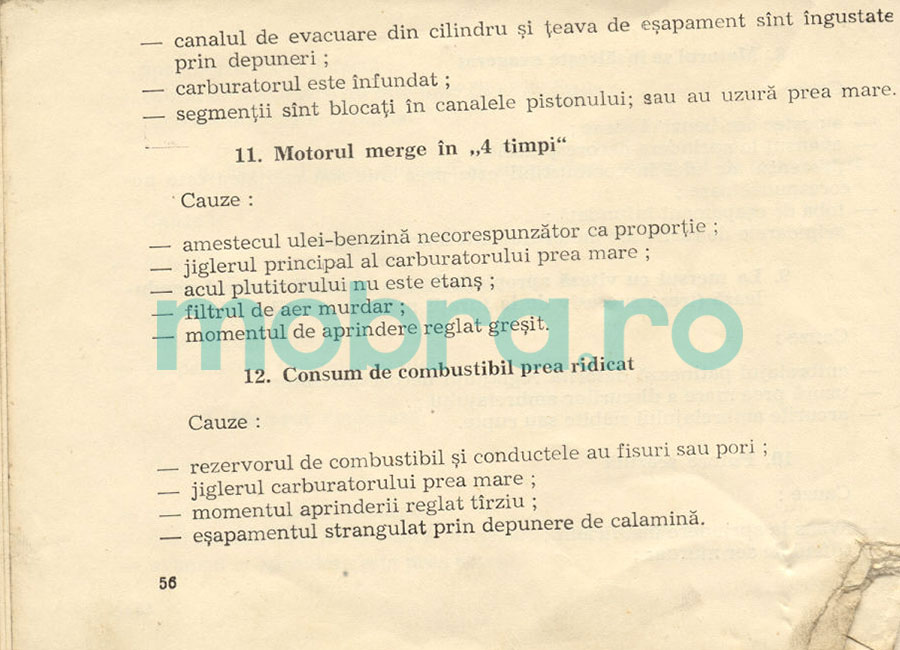 — canalul de evacuare din cilindru și țeava de eșapament sînt îngustate
prin depuneri ;
— carburatorul este înfundat ;
— segmenții sînt blocați în canalele pistonului; sau au uzură prea mare.
11. Motorul merge în „4 timpi“
Cauze :
— amestecul ulei-benzină necorespunzător ca proporție ;
— jiglerul principal al carburatorului prea mare ;
— acul plutitorului nu este etanș ;
— filtrul de aer murdar ;
— momentul de aprindere reglat greșit.
mobra.ro
12. Consum de combustibil prea ridicat
Cauze :
— rezervorul de combustibil și conductele au fisuri sau pori ;
— jiglerul carburatorului prea mare ;
— momentul aprinderii reglat tîrziu ;
— eșapamentul strangulat prin depunere de calamină.
56